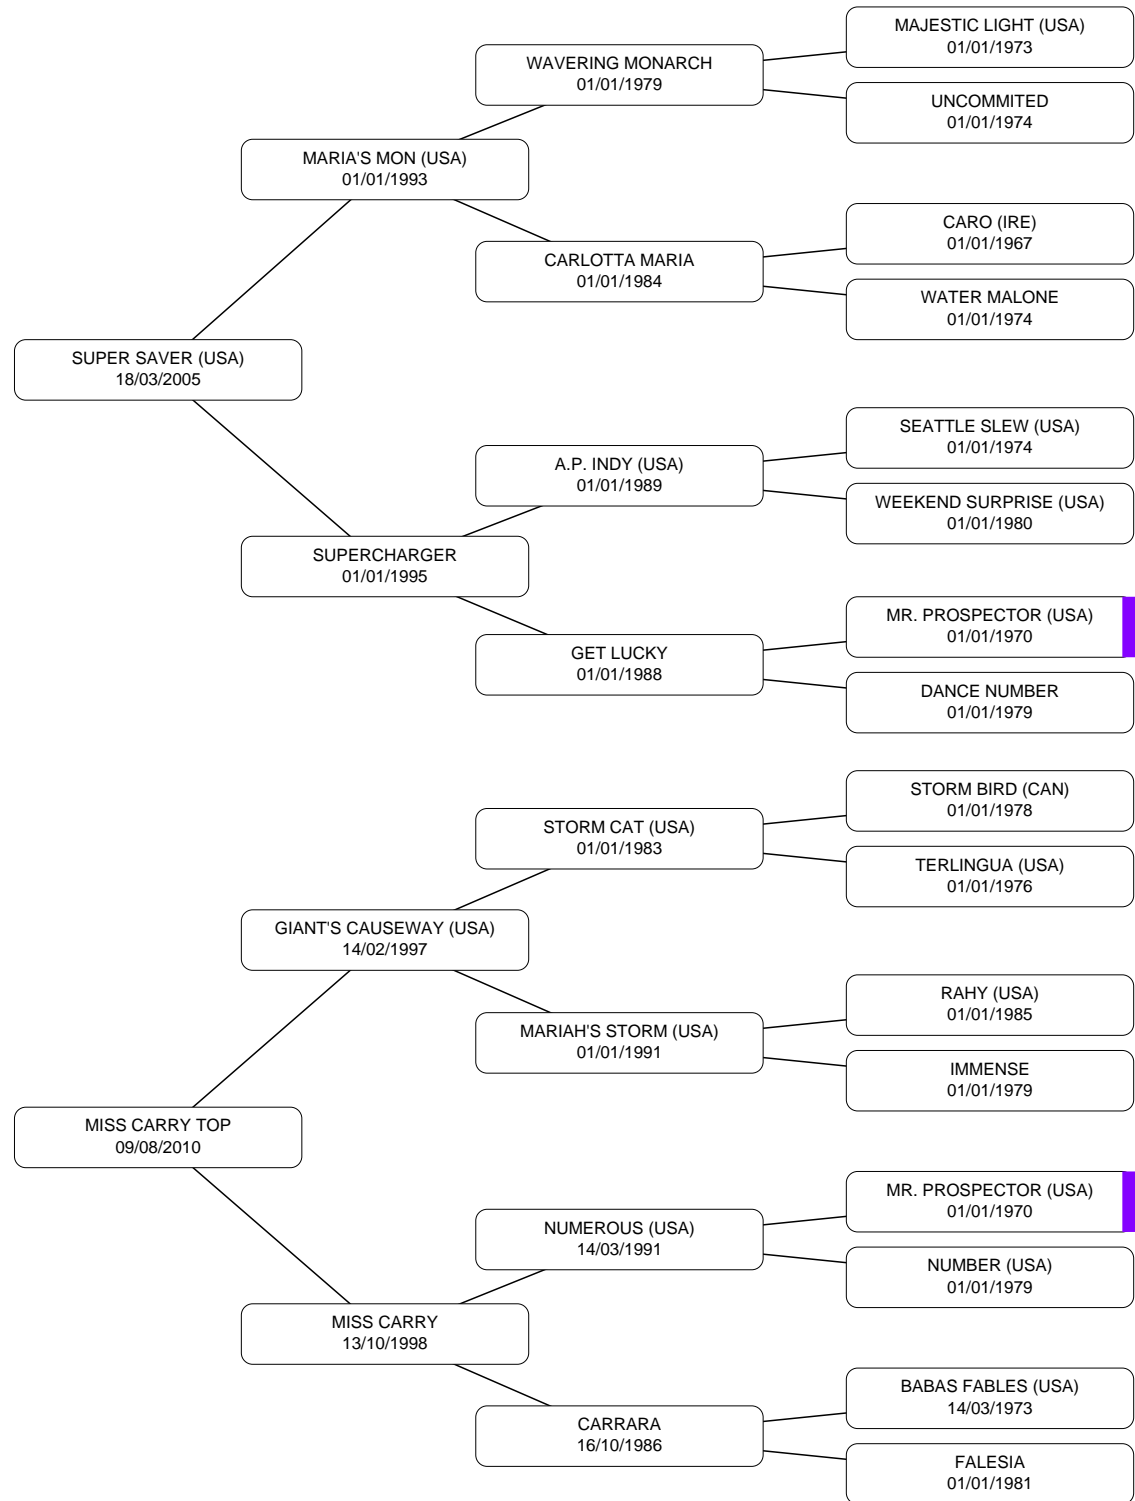 MAJESTIC LIGHT (USA)
01/01/1973
WAVERING MONARCH
01/01/1979
UNCOMMITED
01/01/1974
MARIA'S MON (USA)
01/01/1993
CARO (IRE)
01/01/1967
CARLOTTA MARIA
01/01/1984
WATER MALONE
01/01/1974
SUPER SAVER (USA)
18/03/2005
SEATTLE SLEW (USA)
01/01/1974
A.P. INDY (USA)
01/01/1989
WEEKEND SURPRISE (USA)
01/01/1980
SUPERCHARGER
01/01/1995
MR. PROSPECTOR (USA)
01/01/1970
GET LUCKY
01/01/1988
DANCE NUMBER
01/01/1979
STORM BIRD (CAN)
01/01/1978
STORM CAT (USA)
01/01/1983
TERLINGUA (USA)
01/01/1976
GIANT'S CAUSEWAY (USA)
14/02/1997
RAHY (USA)
01/01/1985
MARIAH'S STORM (USA)
01/01/1991
IMMENSE
01/01/1979
MISS CARRY TOP
09/08/2010
MR. PROSPECTOR (USA)
01/01/1970
NUMEROUS (USA)
14/03/1991
NUMBER (USA)
01/01/1979
MISS CARRY
13/10/1998
BABAS FABLES (USA)
14/03/1973
CARRARA
16/10/1986
FALESIA
01/01/1981